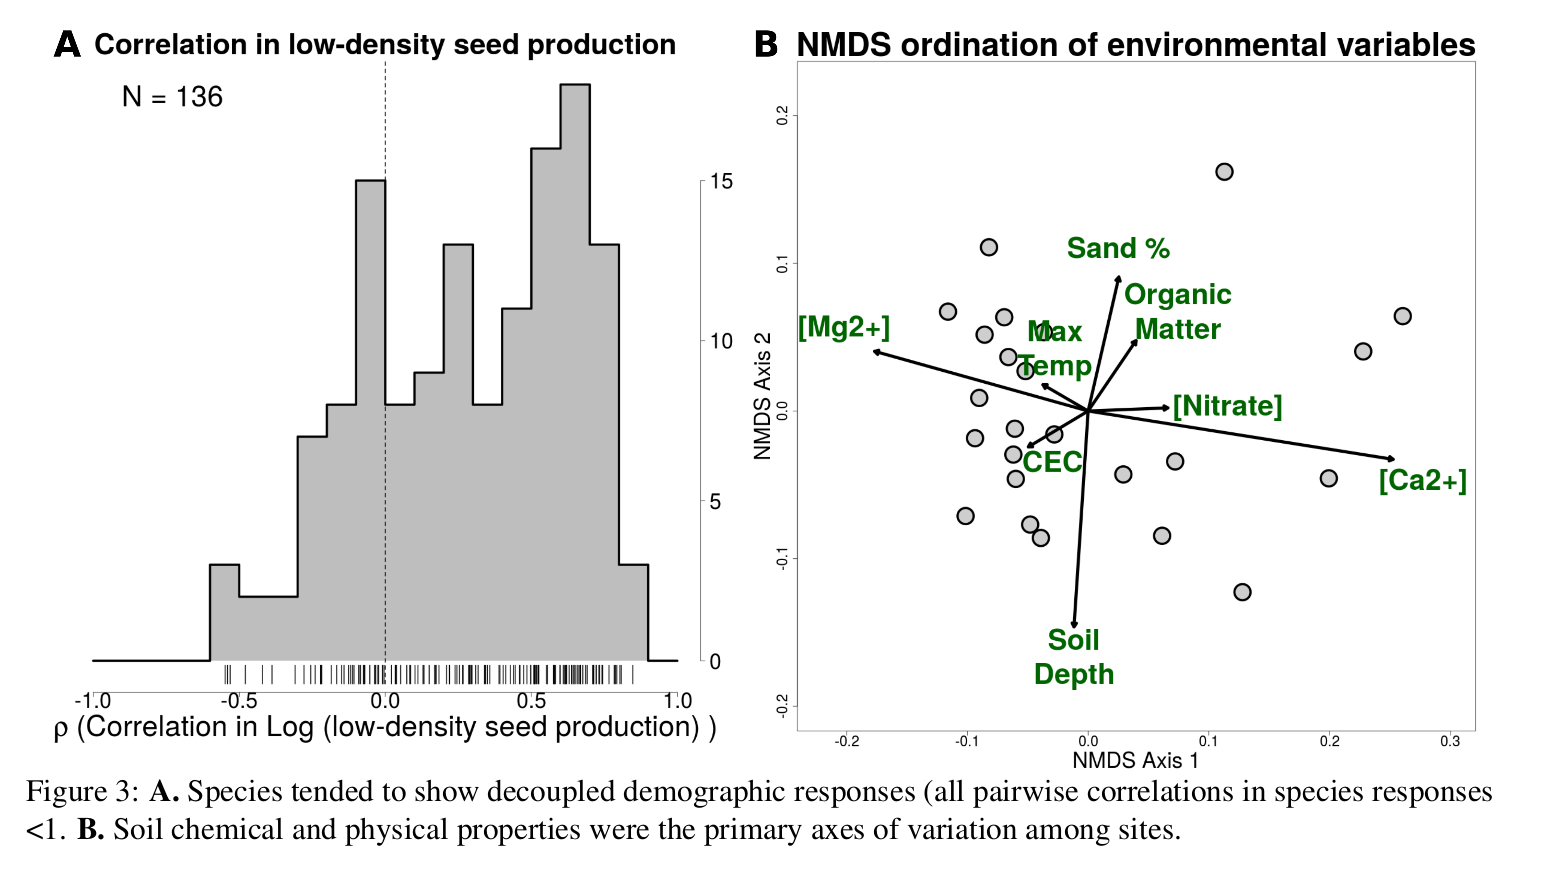 A Correlation in low-density seed production
N = 136
15
10
5
0
-1.0 -0.5 0.0 0.5 1.0
ρ (Correlation in Log (low-density seed production) )
B NMDS ordination of environmental variables
0.2
0.1
0.0
-0.1
-0.2
NMDS Axis 2
Sand %
Organic
Matter
[Mg2+]
Max
Temp
[Nitrate]
CEC
[Ca2+]
Soil
Depth
-0.2 -0.1 0.0 0.1 0.2 0.3
NMDS Axis 1
Figure 3: A. Species tended to show decoupled demographic responses (all pairwise correlations in species responses
<1. B. Soil chemical and physical properties were the primary axes of variation among sites.